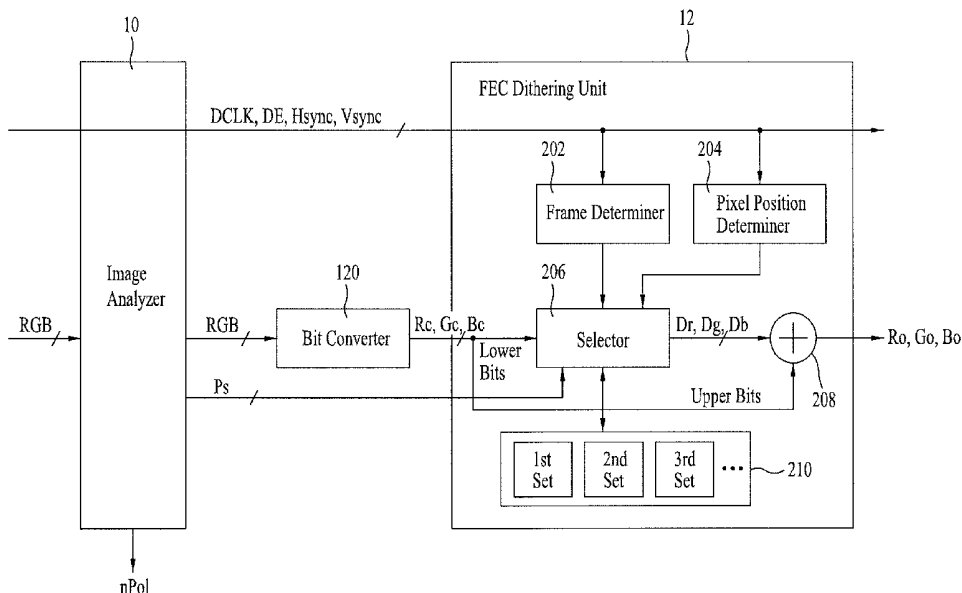 10
12
FEC Dithering Unit
DCLK, DE, Hsync, Vsync
202
204
Frame Determiner
Pixel Position
Determiner
Image
Analyzer
120
206
RGB
RGB
Bit Converter
Rc, Gc, Bc
Lower
Bits
Selector
Dr, Dg, Db
Ro, Go, Bo
208
Ps
Upper Bits
1st
Set
2nd
Set
3rd
Set
210
nPol